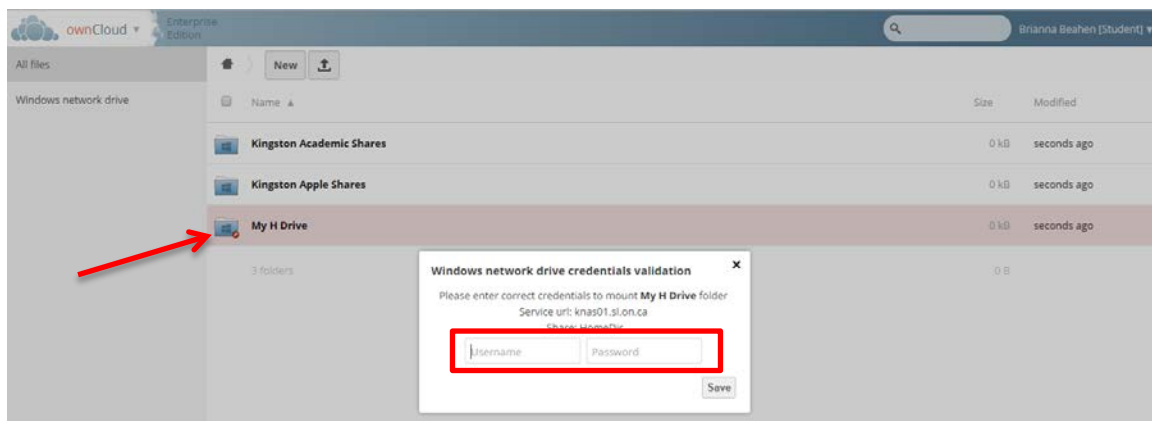 ownCloud
Enterprise
Edition
Brianna Beahen [Student]
All files
New
Windows network drive
Name
Size
Modified
Kingston Academic Shares
0 kB
seconds ago
Kingston Apple Shares
0 kB
seconds ago
My H Drive
0 kB
seconds ago
3 folders
0 B
Windows network drive credentials validation
x
Please enter correct credentials to mount My H Drive folder
Service url: knas01.sl.on.ca
Share: HomeDir
Username
Password
Save